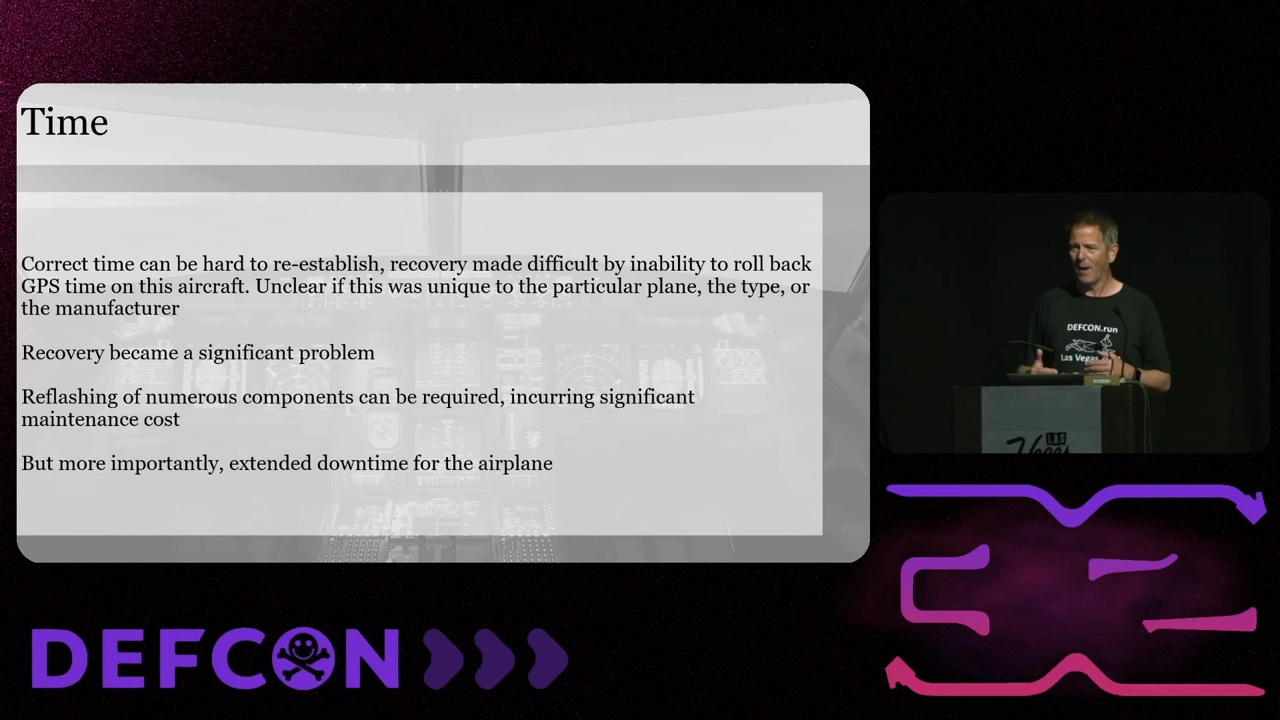 Time
Correct time can be hard to re-establish, recovery made difficult by inability to roll back
GPS time on this aircraft. Unclear if this was unique to the particular plane, the type, or
the manufacturer
Recovery became a significant problem
Reflashing of numerous components can be required, incurring significant
maintenance cost
But more importantly, extended downtime for the airplane
DEFCON.run
Las Vegas
LAS
Vegas
DEFCON